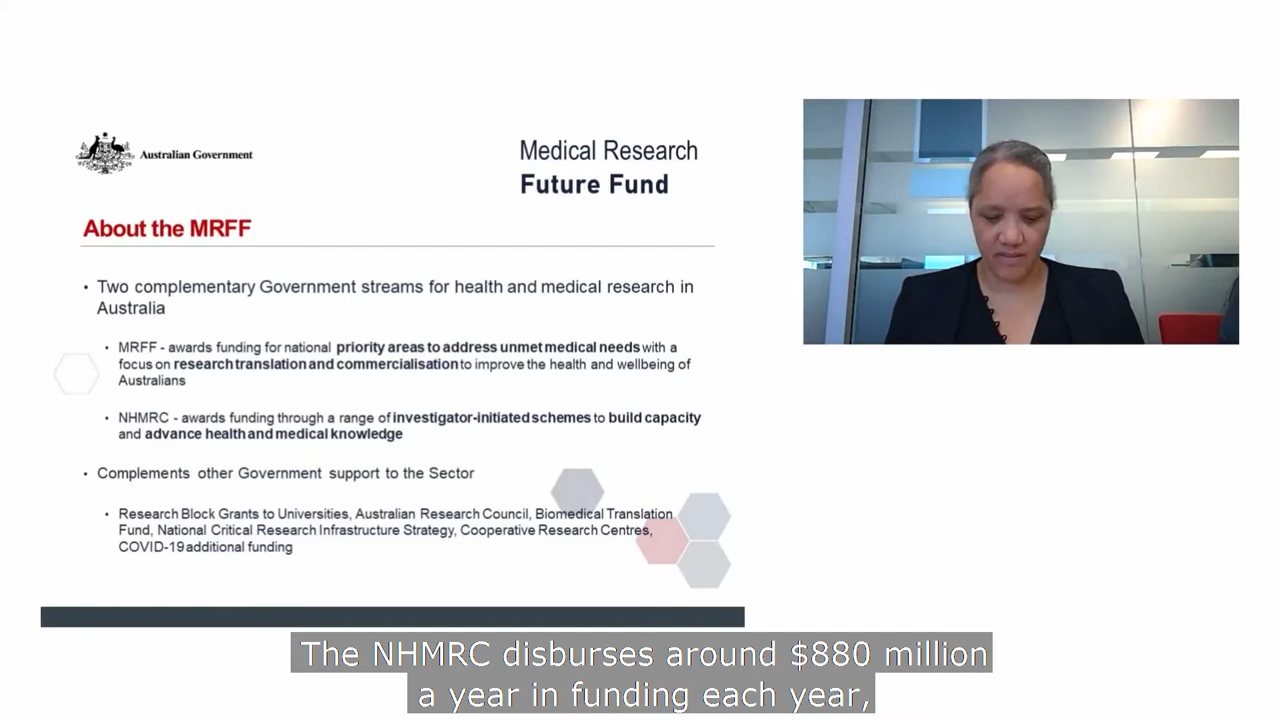 Australian Government
Medical Research
Future Fund
About the MRFF
• Two complementary Government streams for health and medical research in
Australia
• MRFF - awards funding for national priority areas to address unmet medical needs with a
focus on research translation and commercialisation to improve the health and wellbeing of
Australians
• NHMRC - awards funding through a range of investigator-initiated schemes to build capacity
and advance health and medical knowledge
• Complements other Government support to the Sector
• Research Block Grants to Universities, Australian Research Council, Biomedical Translation
Fund, National Critical Research Infrastructure Strategy, Cooperative Research Centres,
COVID-19 additional funding
The NHMRC disburses around $880 million
a year in funding each year,